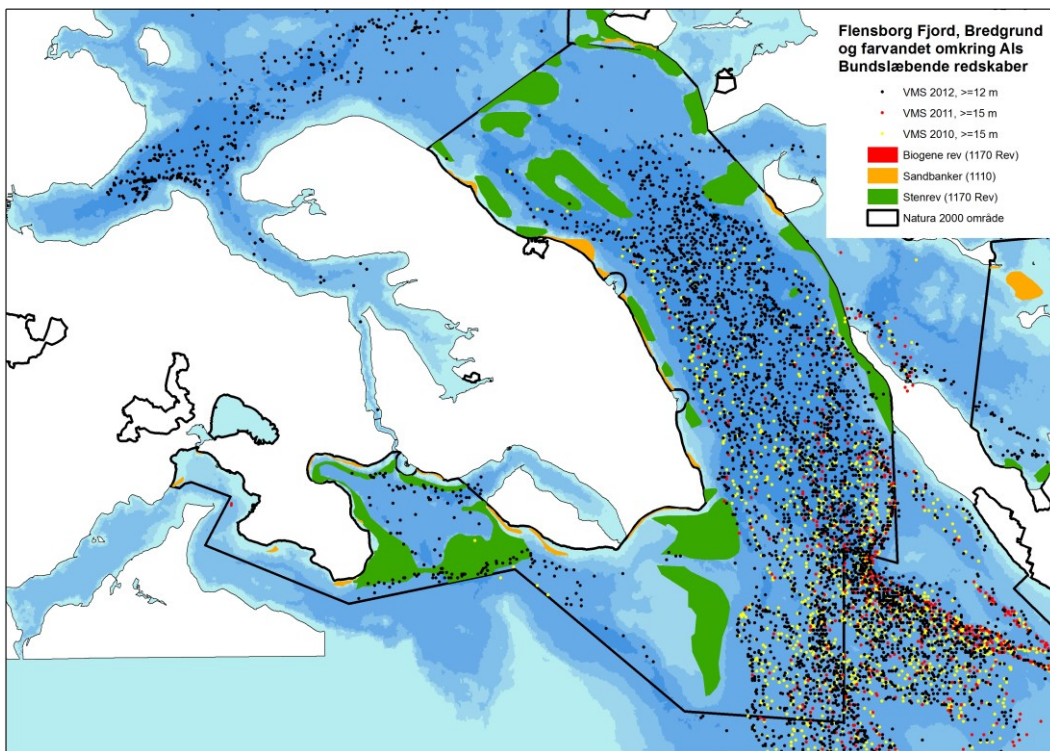 Flensborg Fjord, Bredgrund
og farvandet omkring Als
Bundslæbende redskaber
VMS 2012, >=12 m
VMS 2011, >=15 m
VMS 2010, >=15 m
Biogene rev (1170 Rev)
Sandbanker (1110)
Stenrev (1170 Rev)
Natura 2000 område